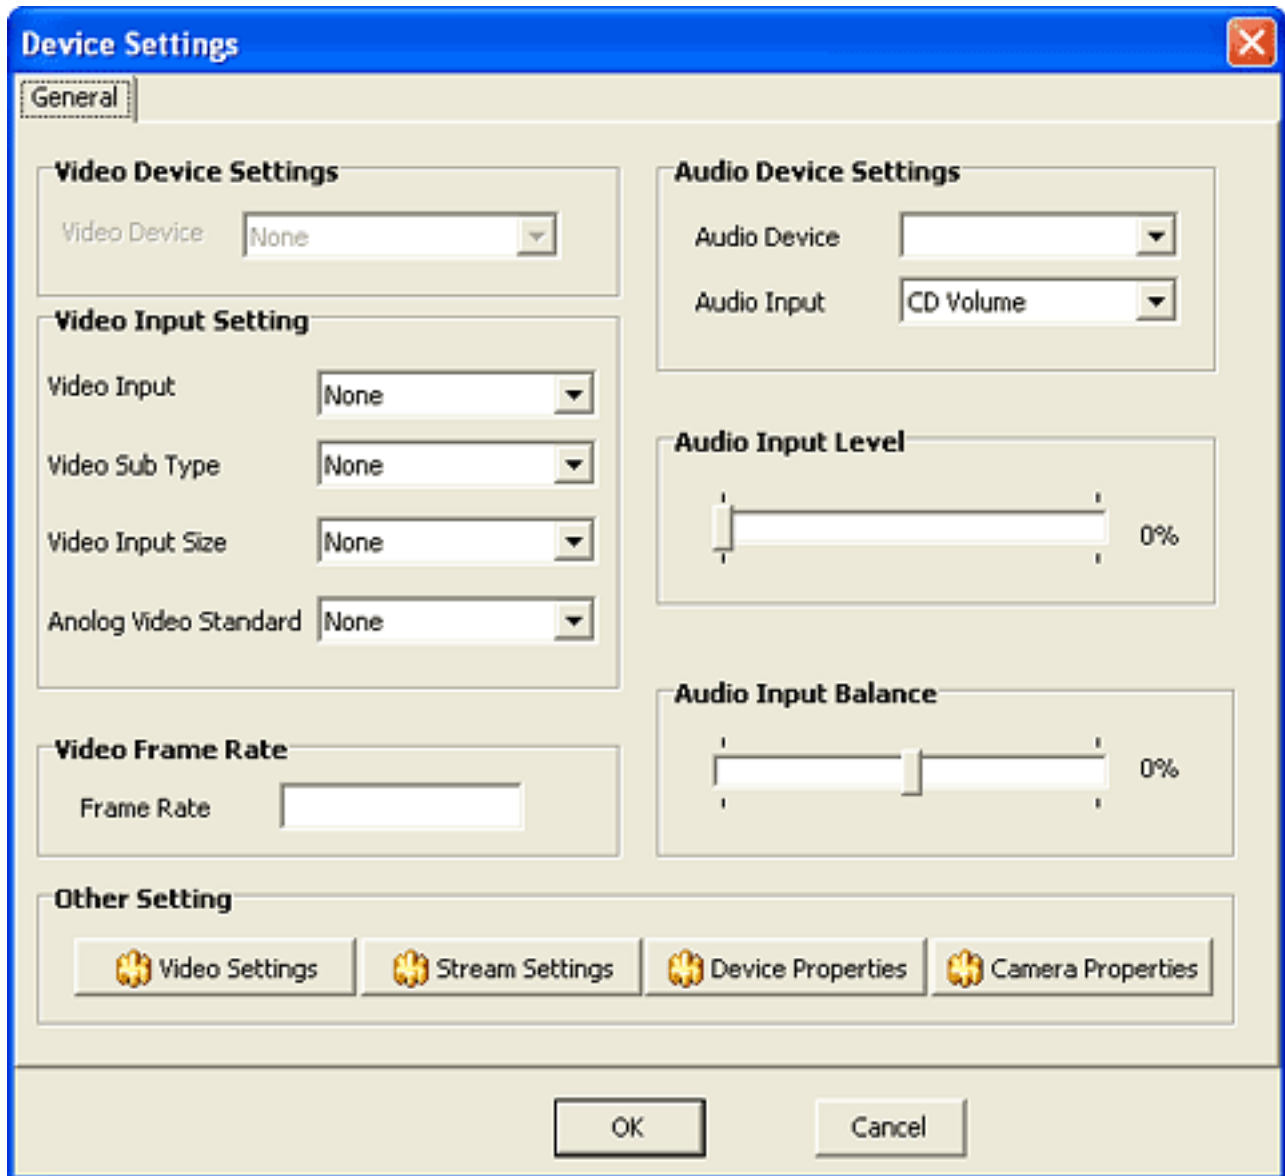 Device Settings
General
Video Device Settings
Video Device None
Video Input Setting
Video Input None
Video Sub Type None
Video Input Size None
Anolog Video Standard None
Video Frame Rate
Frame Rate
Audio Device Settings
Audio Device
Audio Input CD Volume
Audio Input Level
0%
Audio Input Balance
0%
Other Setting
Video Settings Stream Settings Device Properties Camera Properties
OK Cancel